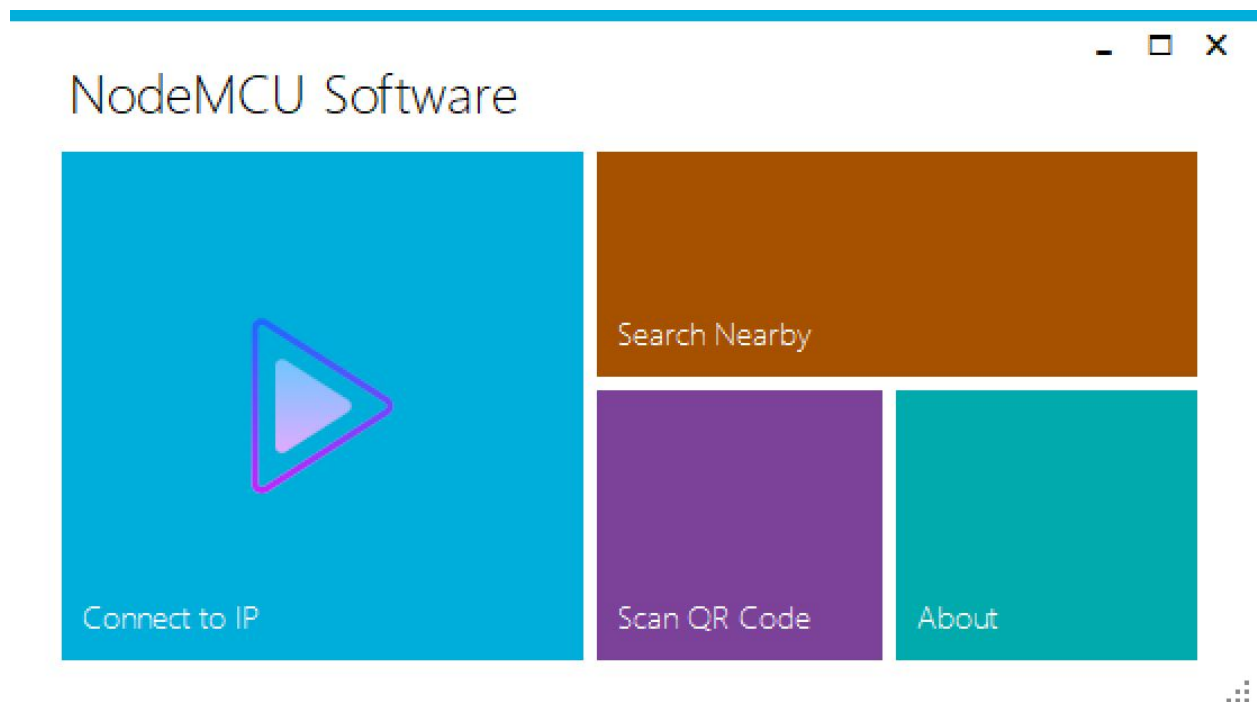 NodeMCU Software
Search Nearby
Connect to IP
Scan QR Code
About